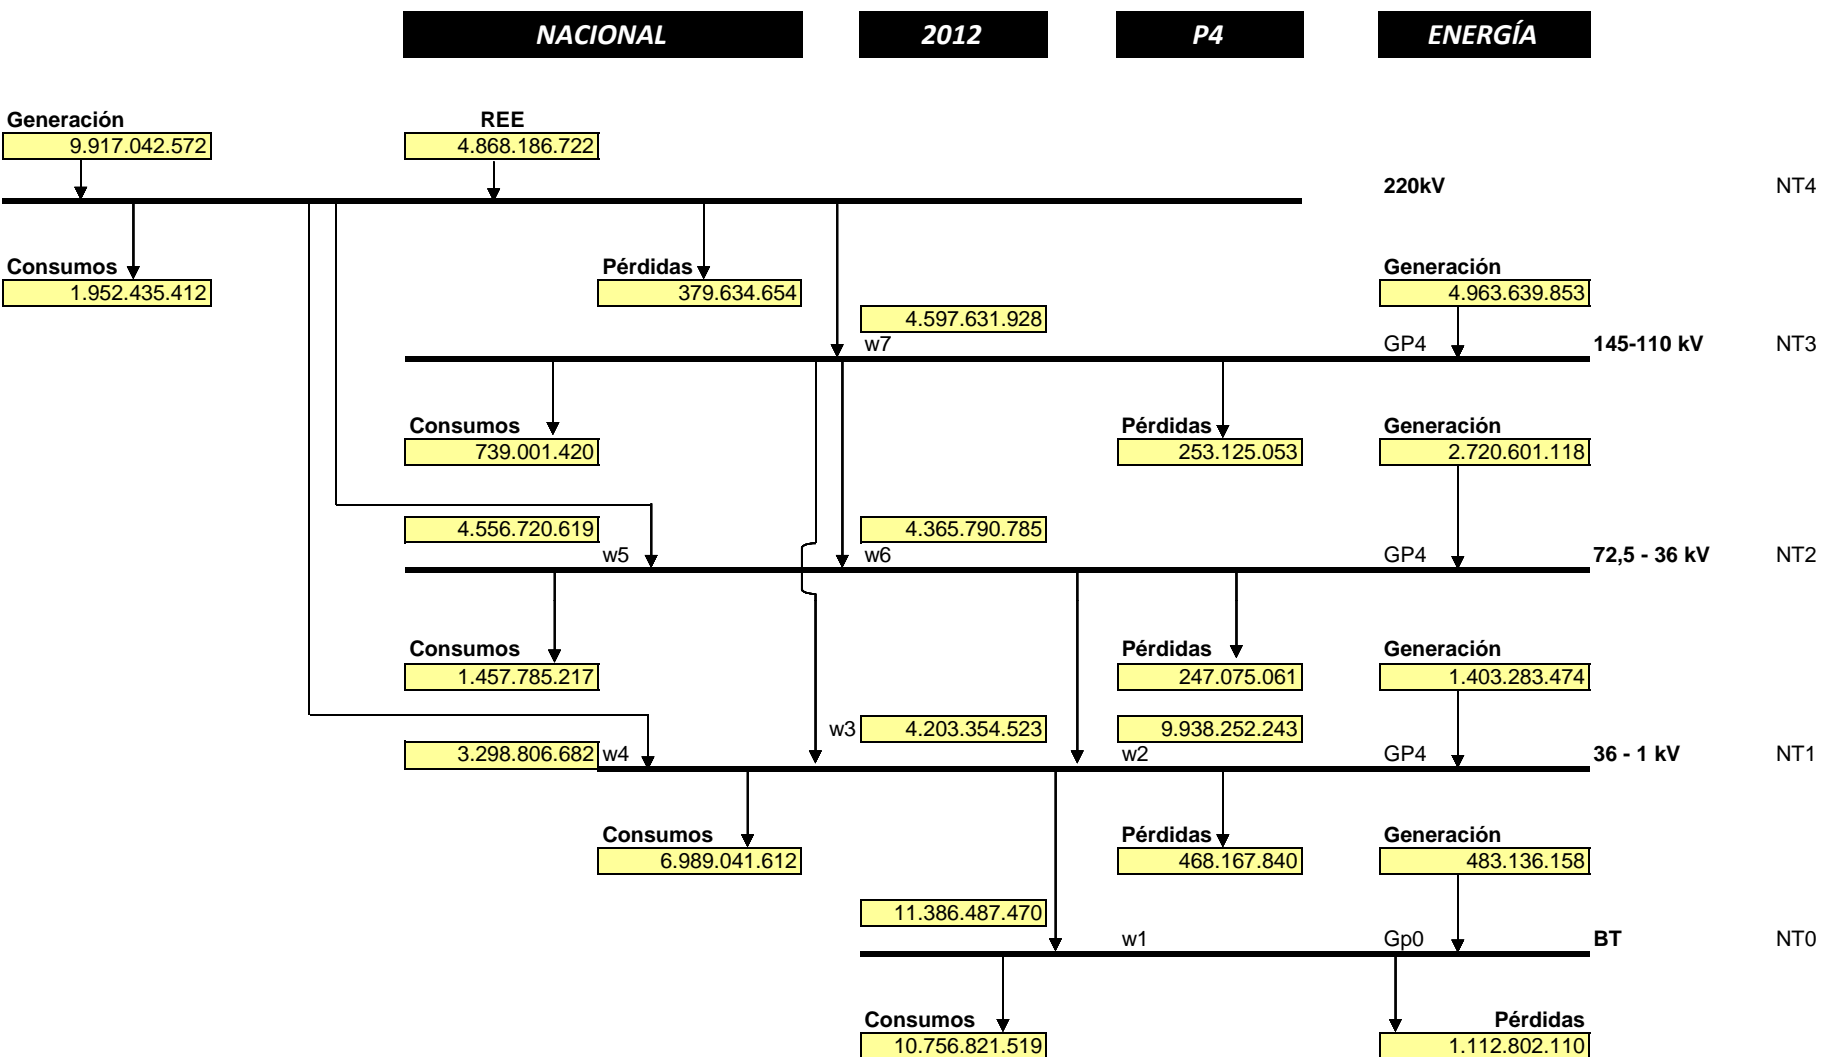 NACIONAL 2012 P4 ENERGÍA
Generación REE
9.917.042.572 4.868.186.722
220kV NT4
Consumos Pérdidas Generación
1.952.435.412 379.634.654 4.963.639.853
4.597.631.928
w7 GP4 145-110 kV NT3
Consumos Pérdidas Generación
739.001.420 253.125.053 2.720.601.118
4.556.720.619 4.365.790.785
w5 w6 GP4 72,5 - 36 kV NT2
Consumos Pérdidas Generación
1.457.785.217 247.075.061 1.403.283.474
w3 4.203.354.523 9.938.252.243
3.298.806.682 w4 w2 GP4 36 - 1 kV NT1
Consumos Pérdidas Generación
6.989.041.612 468.167.840 483.136.158
11.386.487.470
w1 Gp0 BT NT0
Consumos Pérdidas
10.756.821.519 1.112.802.110